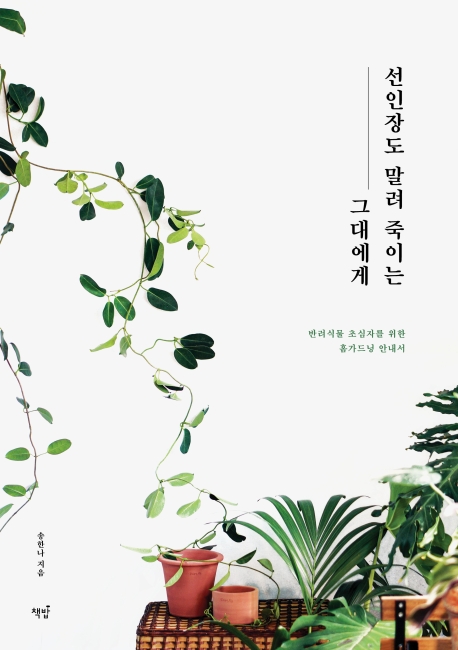 선인장도 말려 죽이는
그대에게
반려식물 초심자를 위한
홈가드닝 안내서
송한나 지음
책밥